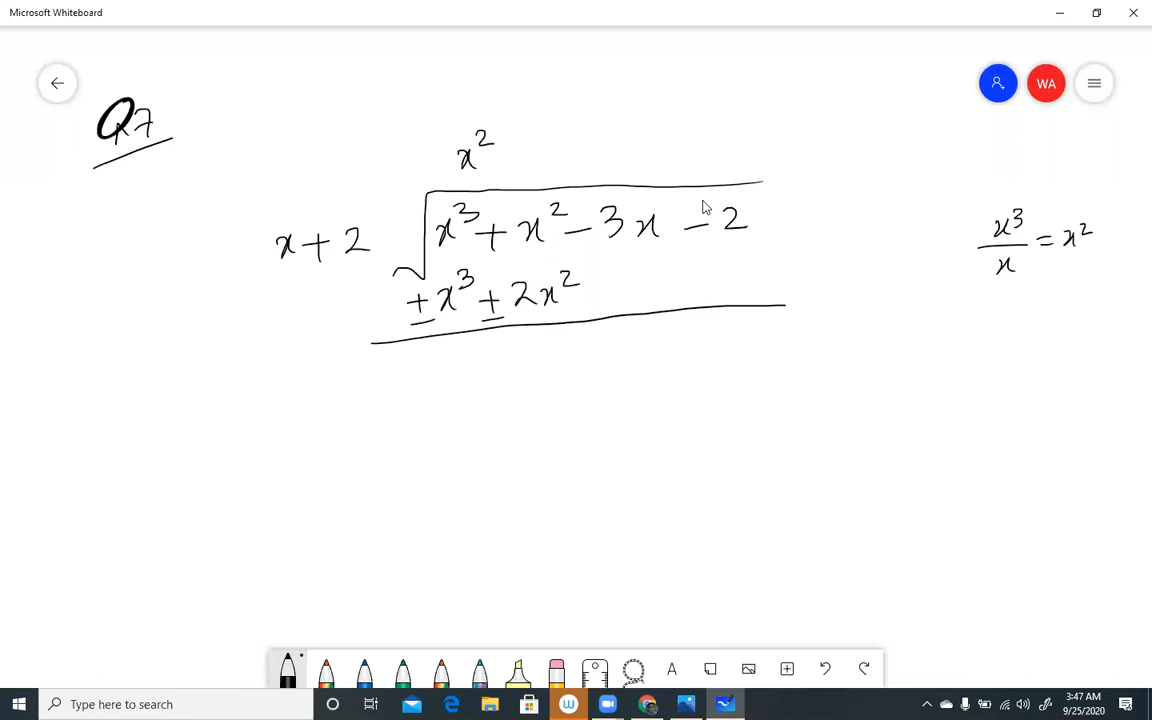 Microsoft Whiteboard
WA
Q7
x²
x + 2 √ x³ + x² - 3x - 2
x³/x = x²
± x³ ± 2x²
A
Type here to search
W
3:47 AM
9/25/2020